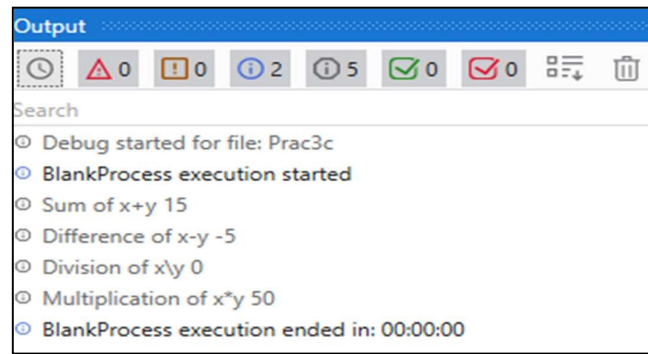 Output
0 0 2 5 0 0
Search
Debug started for file: Prac3c
BlankProcess execution started
Sum of x+y 15
Difference of x-y -5
Division of x\y 0
Multiplication of x*y 50
BlankProcess execution ended in: 00:00:00